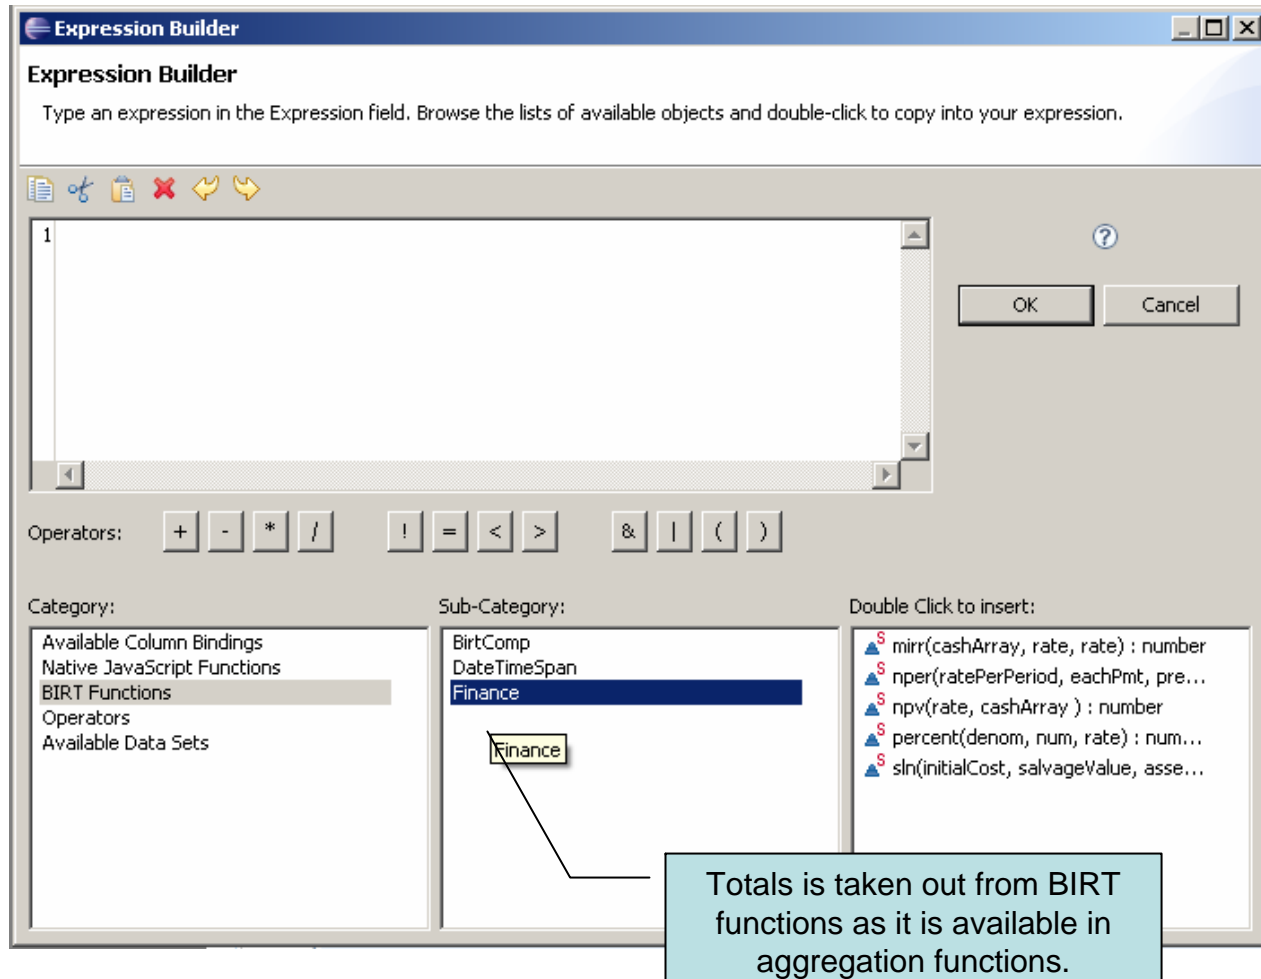 Expression Builder
Expression Builder
Type an expression in the Expression field. Browse the lists of available objects and double-click to copy into your expression.
1
OK
Cancel
Operators: + - * / ! = < > & | ( )
Category:
Available Column Bindings
Native JavaScript Functions
BIRT Functions
Operators
Available Data Sets
Sub-Category:
BirtComp
DateTimeSpan
Finance
Finance
Double Click to insert:
S mirr(cashArray, rate, rate) : number
S nper(ratePerPeriod, eachPmt, pre...
S npv(rate, cashArray ) : number
S percent(denom, num, rate) : num...
S sln(initialCost, salvageValue, asse...
Totals is taken out from BIRT
functions as it is available in
aggregation functions.